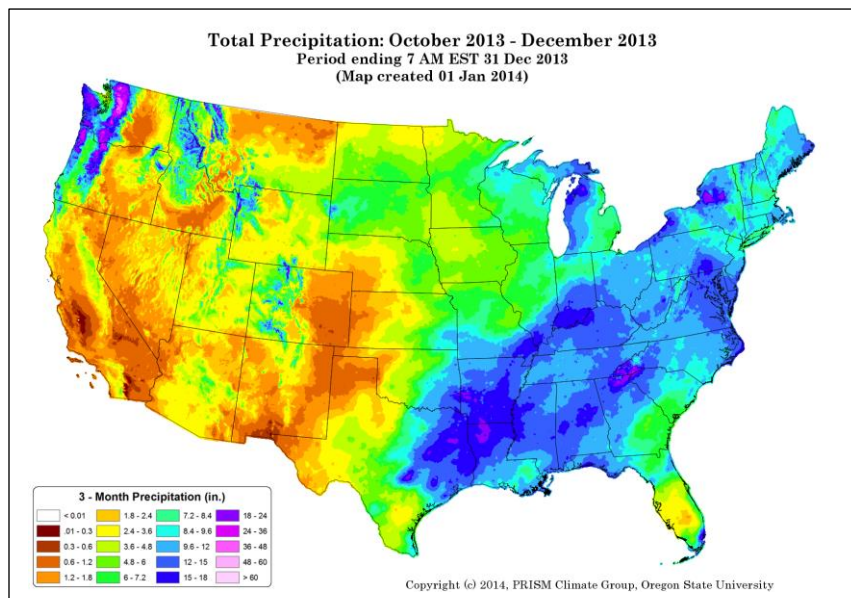 Total Precipitation: October 2013 - December 2013
Period ending 7 AM EST 31 Dec 2013
(Map created 01 Jan 2014)
3 - Month Precipitation (in.)
< 0.01
.01 - 0.3
0.3 - 0.6
0.6 - 1.2
1.2 - 1.8
1.8 - 2.4
2.4 - 3.6
3.6 - 4.8
4.8 - 6
6 - 7.2
7.2 - 8.4
8.4 - 9.6
9.6 - 12
12 - 15
15 - 18
18 - 24
24 - 36
36 - 48
48 - 60
> 60
Copyright (c) 2014, PRISM Climate Group, Oregon State University